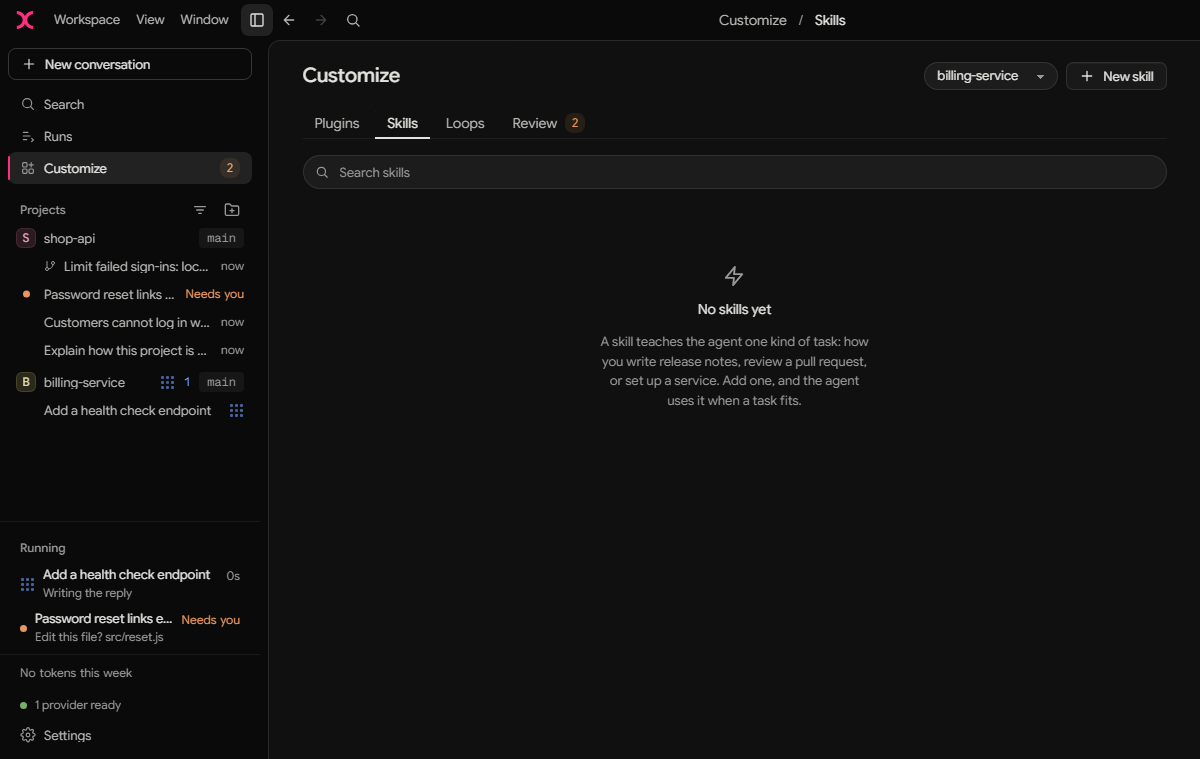 Workspace View Window
Customize / Skills
New conversation
Search
Runs
Customize 2
Projects
S shop-api main
Limit failed sign-ins: loc... now
Password reset links ... Needs you
Customers cannot log in w... now
Explain how this project is ... now
B billing-service 1 main
Add a health check endpoint
Running
Add a health check endpoint 0s
Writing the reply
Password reset links e... Needs you
Edit this file? src/reset.js
No tokens this week
1 provider ready
Settings
Customize
billing-service
New skill
Plugins Skills Loops Review 2
Search skills
No skills yet
A skill teaches the agent one kind of task: how
you write release notes, review a pull request,
or set up a service. Add one, and the agent
uses it when a task fits.